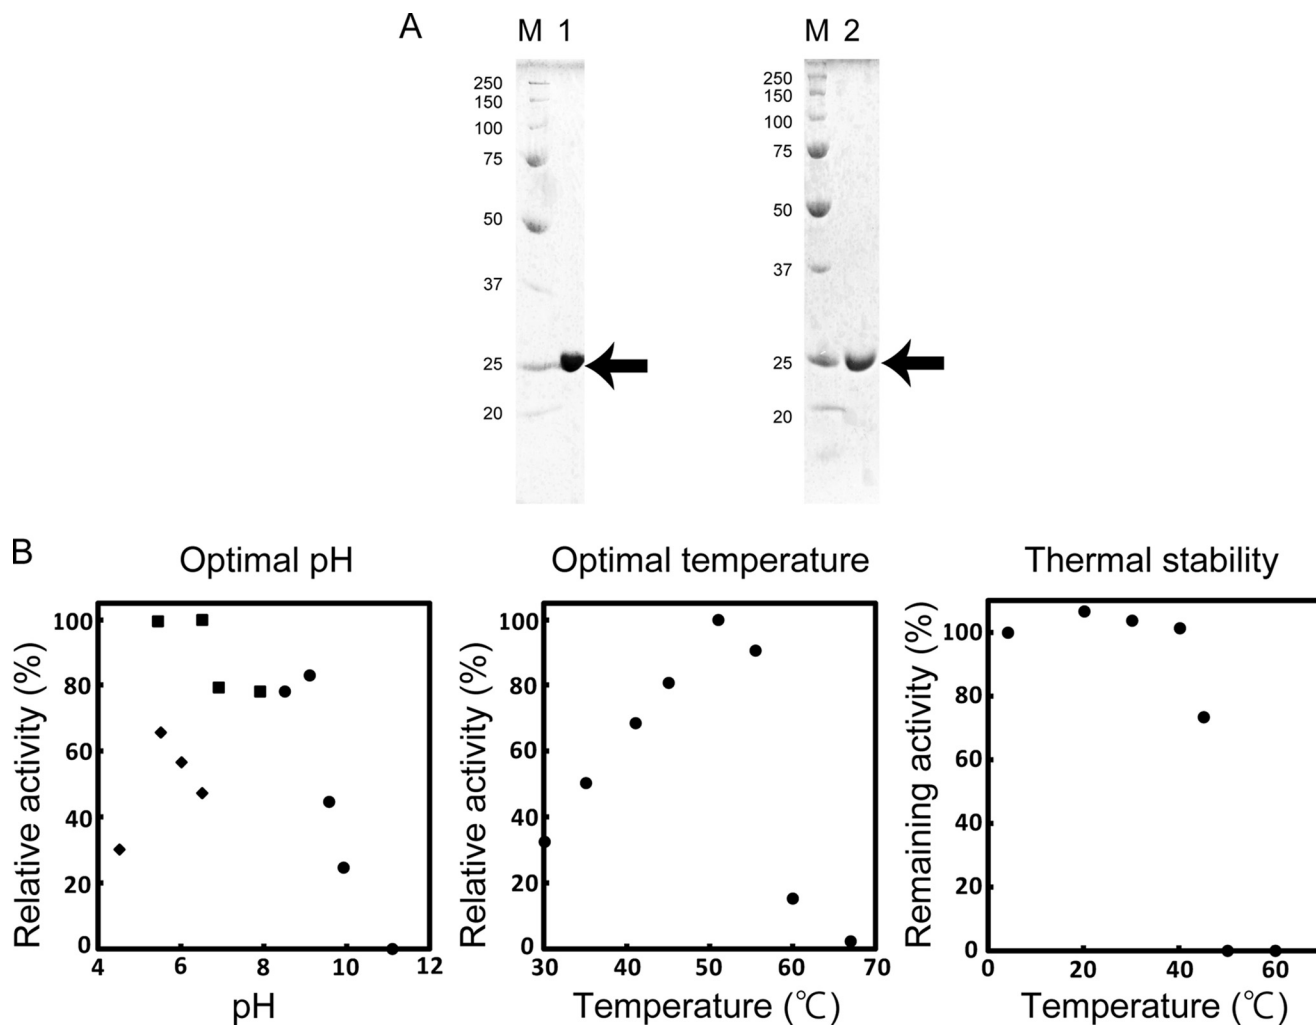 A
M 1
250
150
100
75
50
37
25
20
M 2
250
150
100
75
50
37
25
20
B
Optimal pH
Relative activity (%)
100
80
60
40
20
0
4 6 8 10 12
pH
Optimal temperature
Relative activity (%)
100
80
60
40
20
0
30 40 50 60 70
Temperature (℃)
Thermal stability
Remaining activity (%)
100
80
60
40
20
0
0 20 40 60
Temperature (℃)